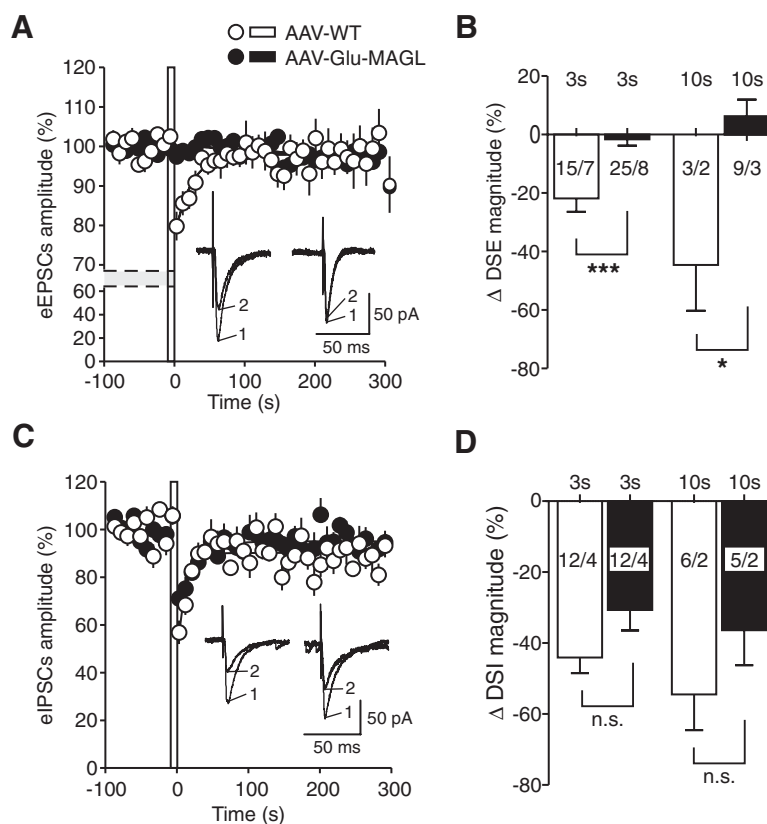 A
AAV-WT
AAV-Glu-MAGL
eEPSCs amplitude (%)
120
110
100
90
80
70
60
40
20
0
-100 0 100 200 300
Time (s)
2
1
2
1
50 pA
50 ms
B
Δ DSE magnitude (%)
20
0
-20
-40
-60
-80
3s 3s 10s 10s
15/7 25/8 3/2 9/3
***
*
C
eIPSCs amplitude (%)
120
100
80
60
40
20
0
-100 0 100 200 300
Time (s)
2
1
2
1
50 pA
50 ms
D
Δ DSI magnitude (%)
0
-20
-40
-60
-80
3s 3s 10s 10s
12/4 12/4 6/2 5/2
n.s.
n.s.